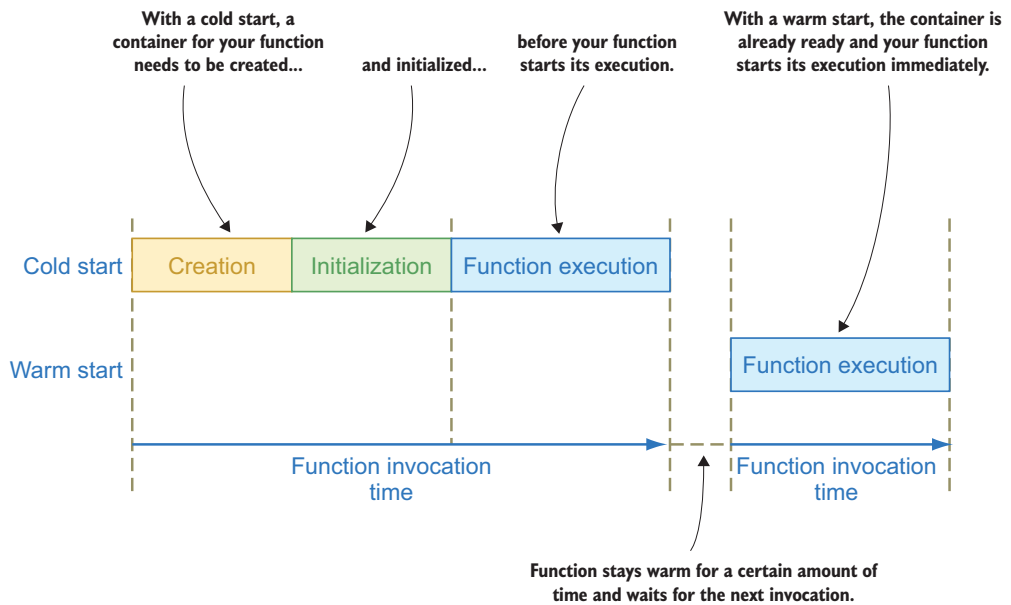 With a cold start, a
container for your function
needs to be created...
and initialized...
before your function
starts its execution.
With a warm start, the container is
already ready and your function
starts its execution immediately.
Cold start
Creation
Initialization
Function execution
Warm start
Function execution
Function invocation
time
Function invocation
time
Function stays warm for a certain amount of
time and waits for the next invocation.